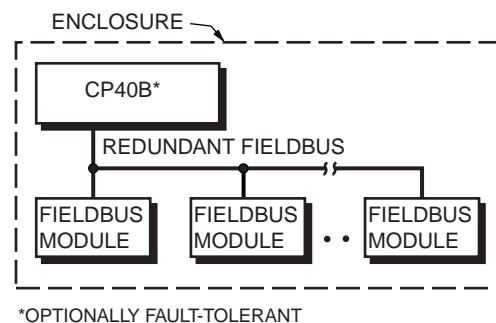 ENCLOSURE
CP40B*
REDUNDANT FIELDBUS
FIELDBUS
MODULE
FIELDBUS
MODULE
FIELDBUS
MODULE
*OPTIONALLY FAULT-TOLERANT